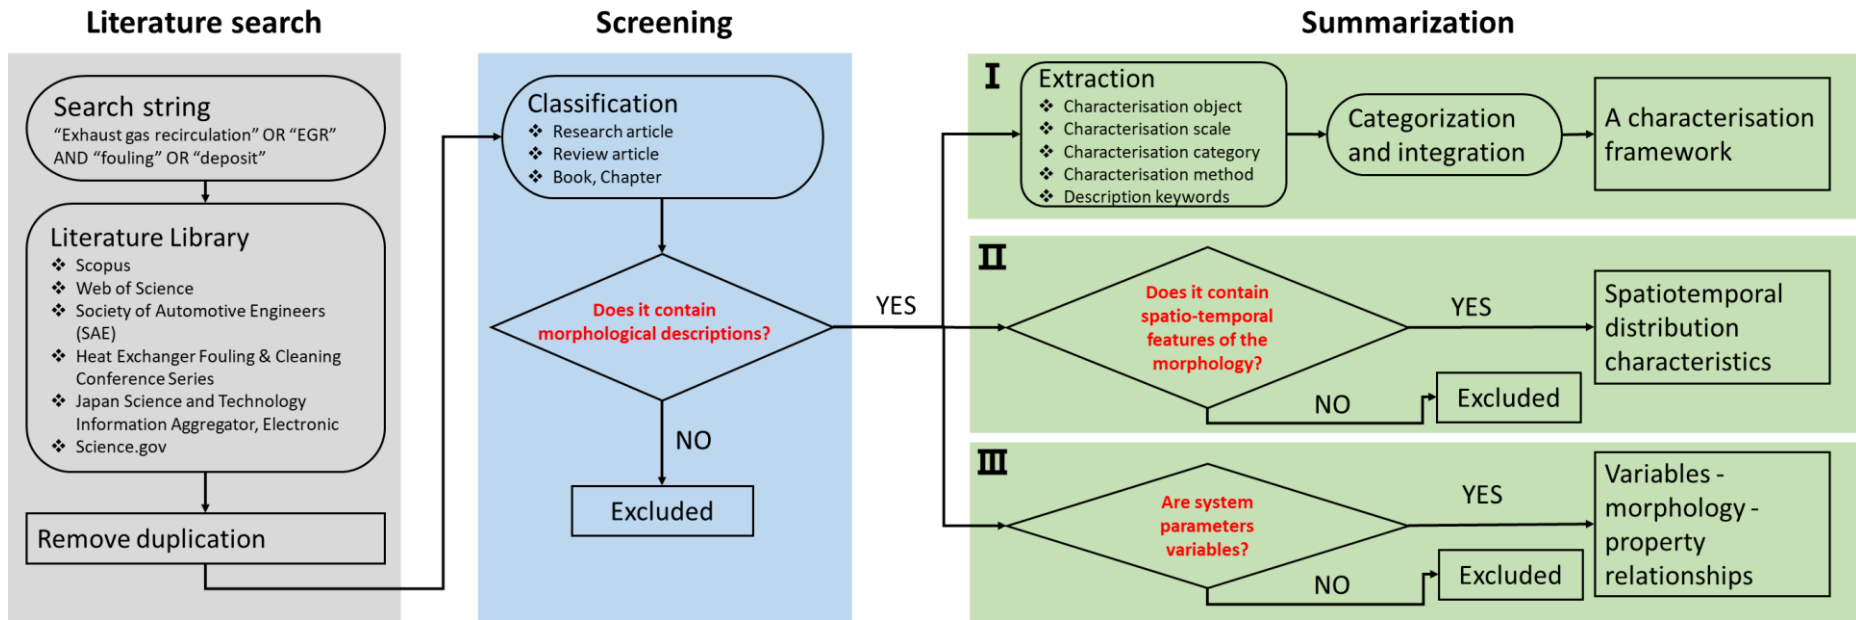 Literature search
Search string
“Exhaust gas recirculation” OR “EGR”
AND “fouling” OR “deposit”
Literature Library
❖ Scopus
❖ Web of Science
❖ Society of Automotive Engineers
(SAE)
❖ Heat Exchanger Fouling & Cleaning
Conference Series
❖ Japan Science and Technology
Information Aggregator, Electronic
❖ Science.gov
Remove duplication
Screening
Classification
❖ Research article
❖ Review article
❖ Book, Chapter
Does it contain
morphological descriptions?
YES
NO
Excluded
Summarization
I
Extraction
❖ Characterisation object
❖ Characterisation scale
❖ Characterisation category
❖ Characterisation method
❖ Description keywords
Categorization
and integration
A characterisation
framework
II
Does it contain
spatio-temporal
features of the
morphology?
YES
NO
Excluded
Spatiotemporal
distribution
characteristics
III
Are system
parameters
variables?
YES
NO
Excluded
Variables -
morphology -
property
relationships